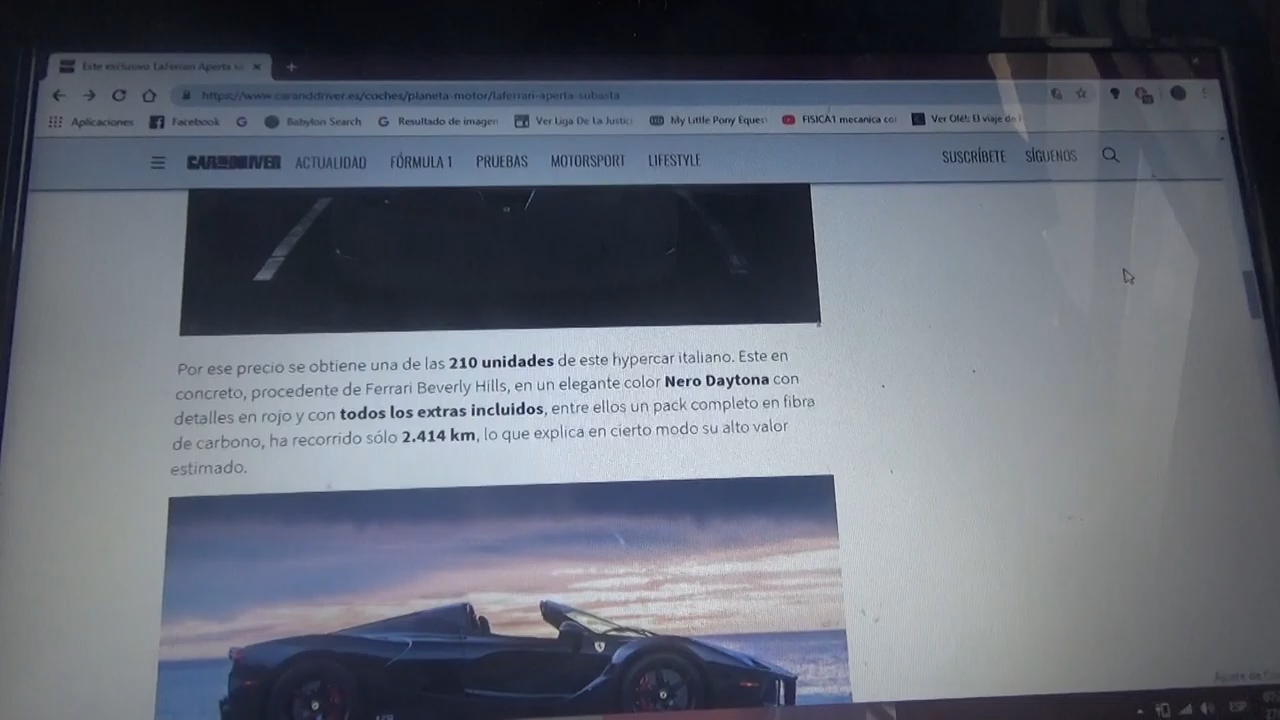 Este exclusivo LaFerrari Aperta
https://www.caranddriver.es/coches/planeta-motor/laferrari-aperta-subasta
Aplicaciones Facebook Babylon Search Resultado de imagen Ver Liga De La Justici My Little Pony Eques FISICA1 mecanica co Ver Olé!: El viaje de
CAR AND DRIVER ACTUALIDAD FÓRMULA 1 PRUEBAS MOTORSPORT LIFESTYLE SUSCRÍBETE SÍGUENOS
Por ese precio se obtiene una de las 210 unidades de este hypercar italiano. Este en
concreto, procedente de Ferrari Beverly Hills, en un elegante color Nero Daytona con
detalles en rojo y con todos los extras incluidos, entre ellos un pack completo en fibra
de carbono, ha recorrido sólo 2.414 km, lo que explica en cierto modo su alto valor
estimado.
ESP